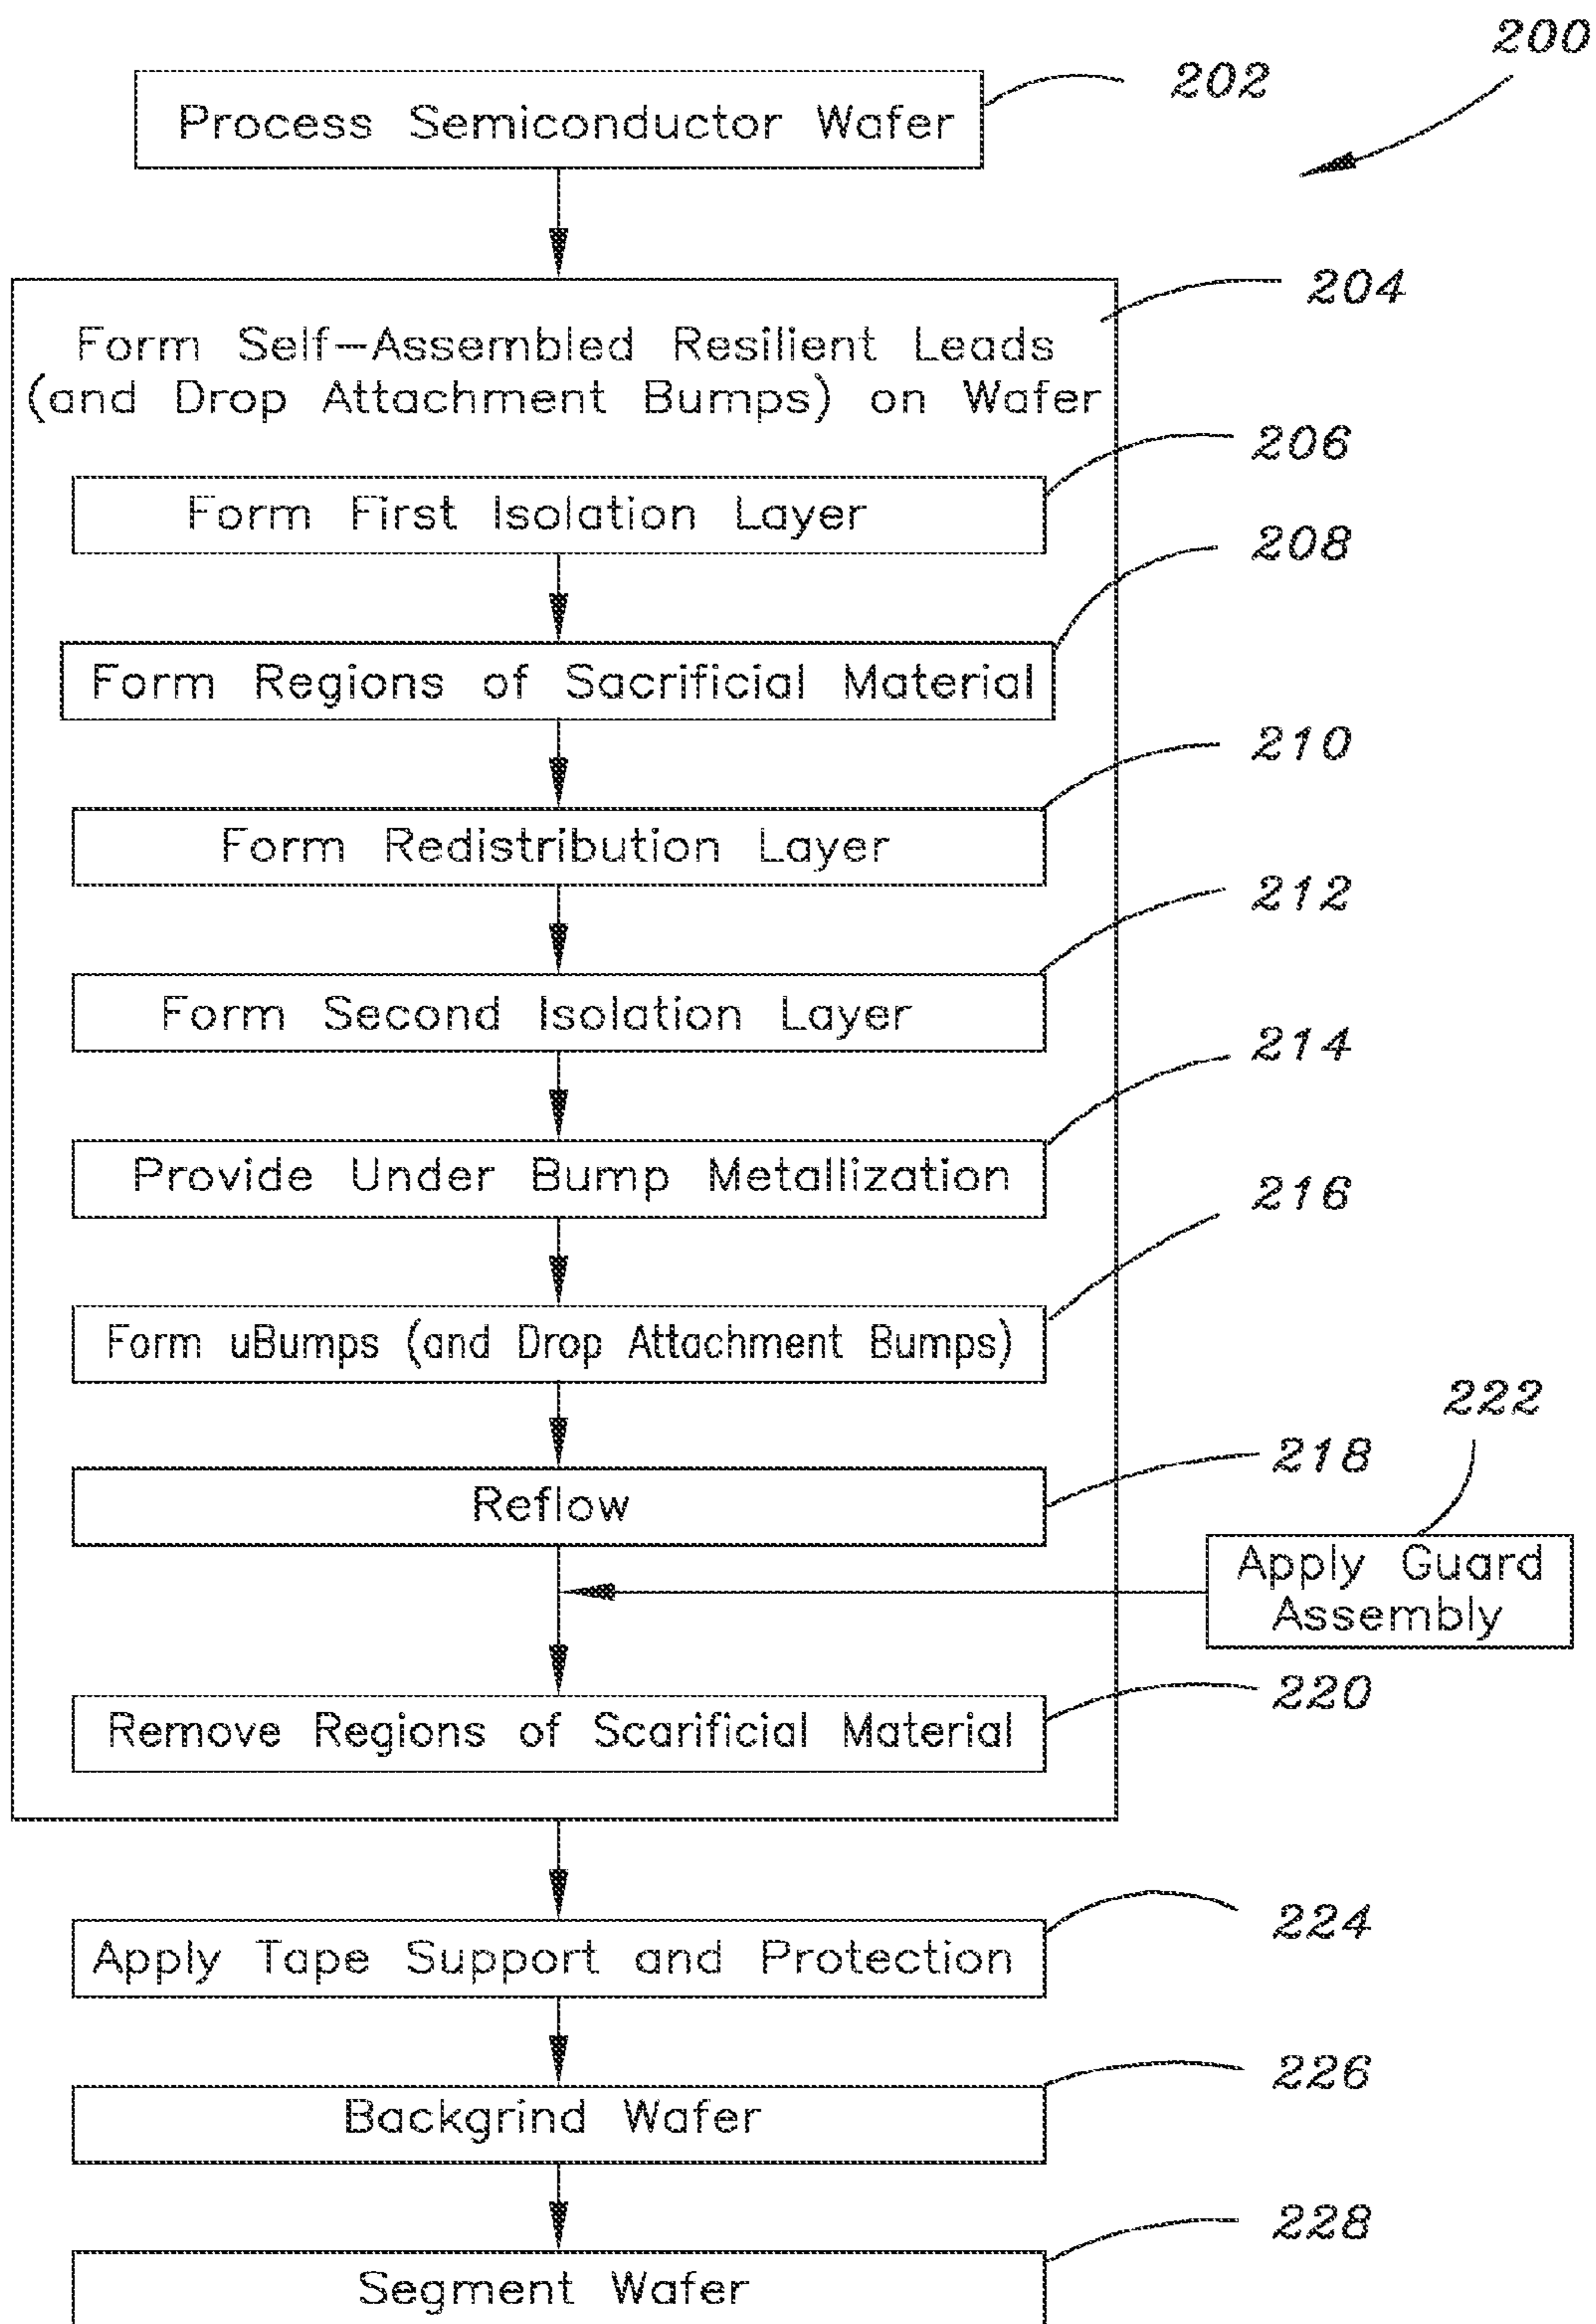 200
Process Semiconductor Wafer
202
204
Form Self-Assembled Resilient Leads
(and Drop Attachment Bumps) on Wafer
206
Form First Isolation Layer
208
Form Regions of Sacrificial Material
210
Form Redistribution Layer
212
Form Second Isolation Layer
214
Provide Under Bump Metallization
216
Form uBumps (and Drop Attachment Bumps)
222
218
Reflow
Apply Guard
Assembly
220
Remove Regions of Scarificial Material
224
Apply Tape Support and Protection
226
Backgrind Wafer
228
Segment Wafer